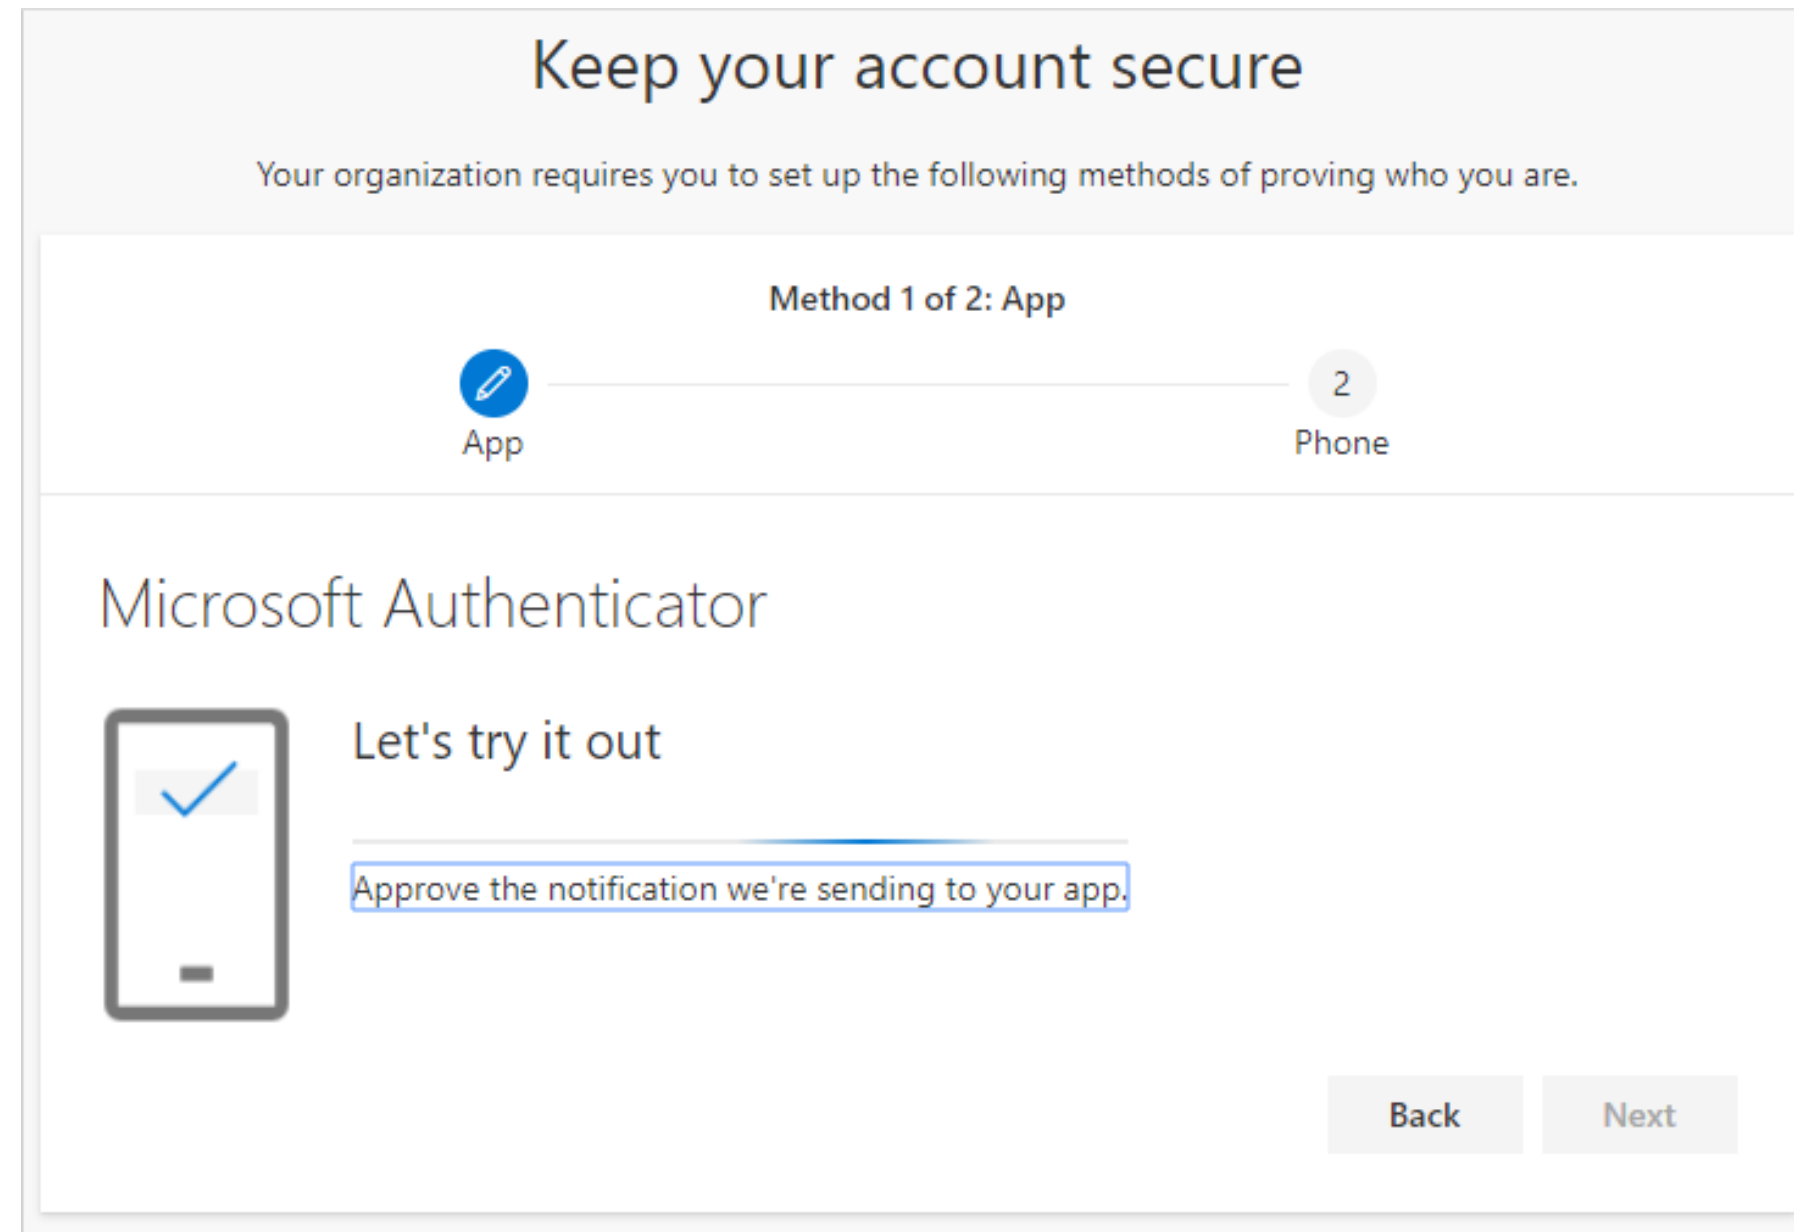 Keep your account secure
Your organization requires you to set up the following methods of proving who you are.
Method 1 of 2: App
2
App
Phone
Microsoft Authenticator
Let's try it out
Approve the notification we're sending to your app.
Back
Next